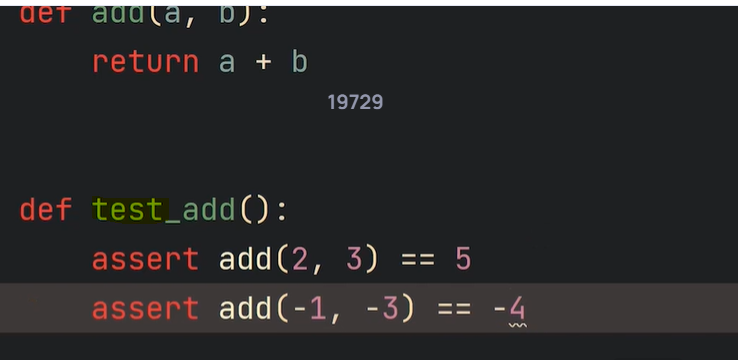 def add(a, b):
    return a + b
19729
def test_add():
    assert add(2, 3) == 5
    assert add(-1, -3) == -4